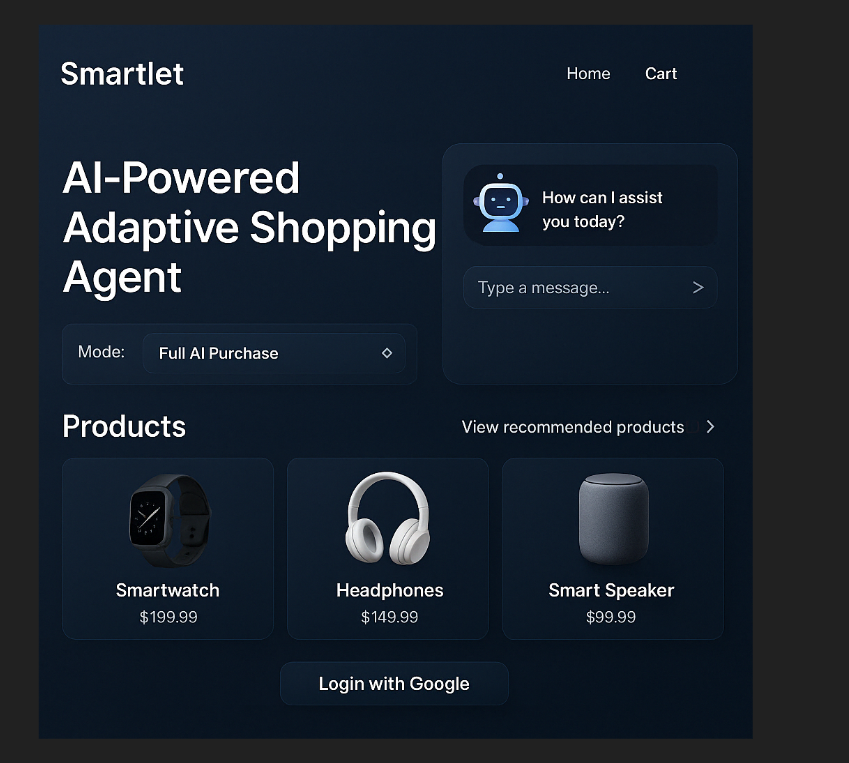 Smartlet
Home
Cart
AI-Powered
Adaptive Shopping
Agent
How can I assist
you today?
Type a message...
Mode:
Full AI Purchase
Products
View recommended products
Smartwatch
$199.99
Headphones
$149.99
Smart Speaker
$99.99
Login with Google